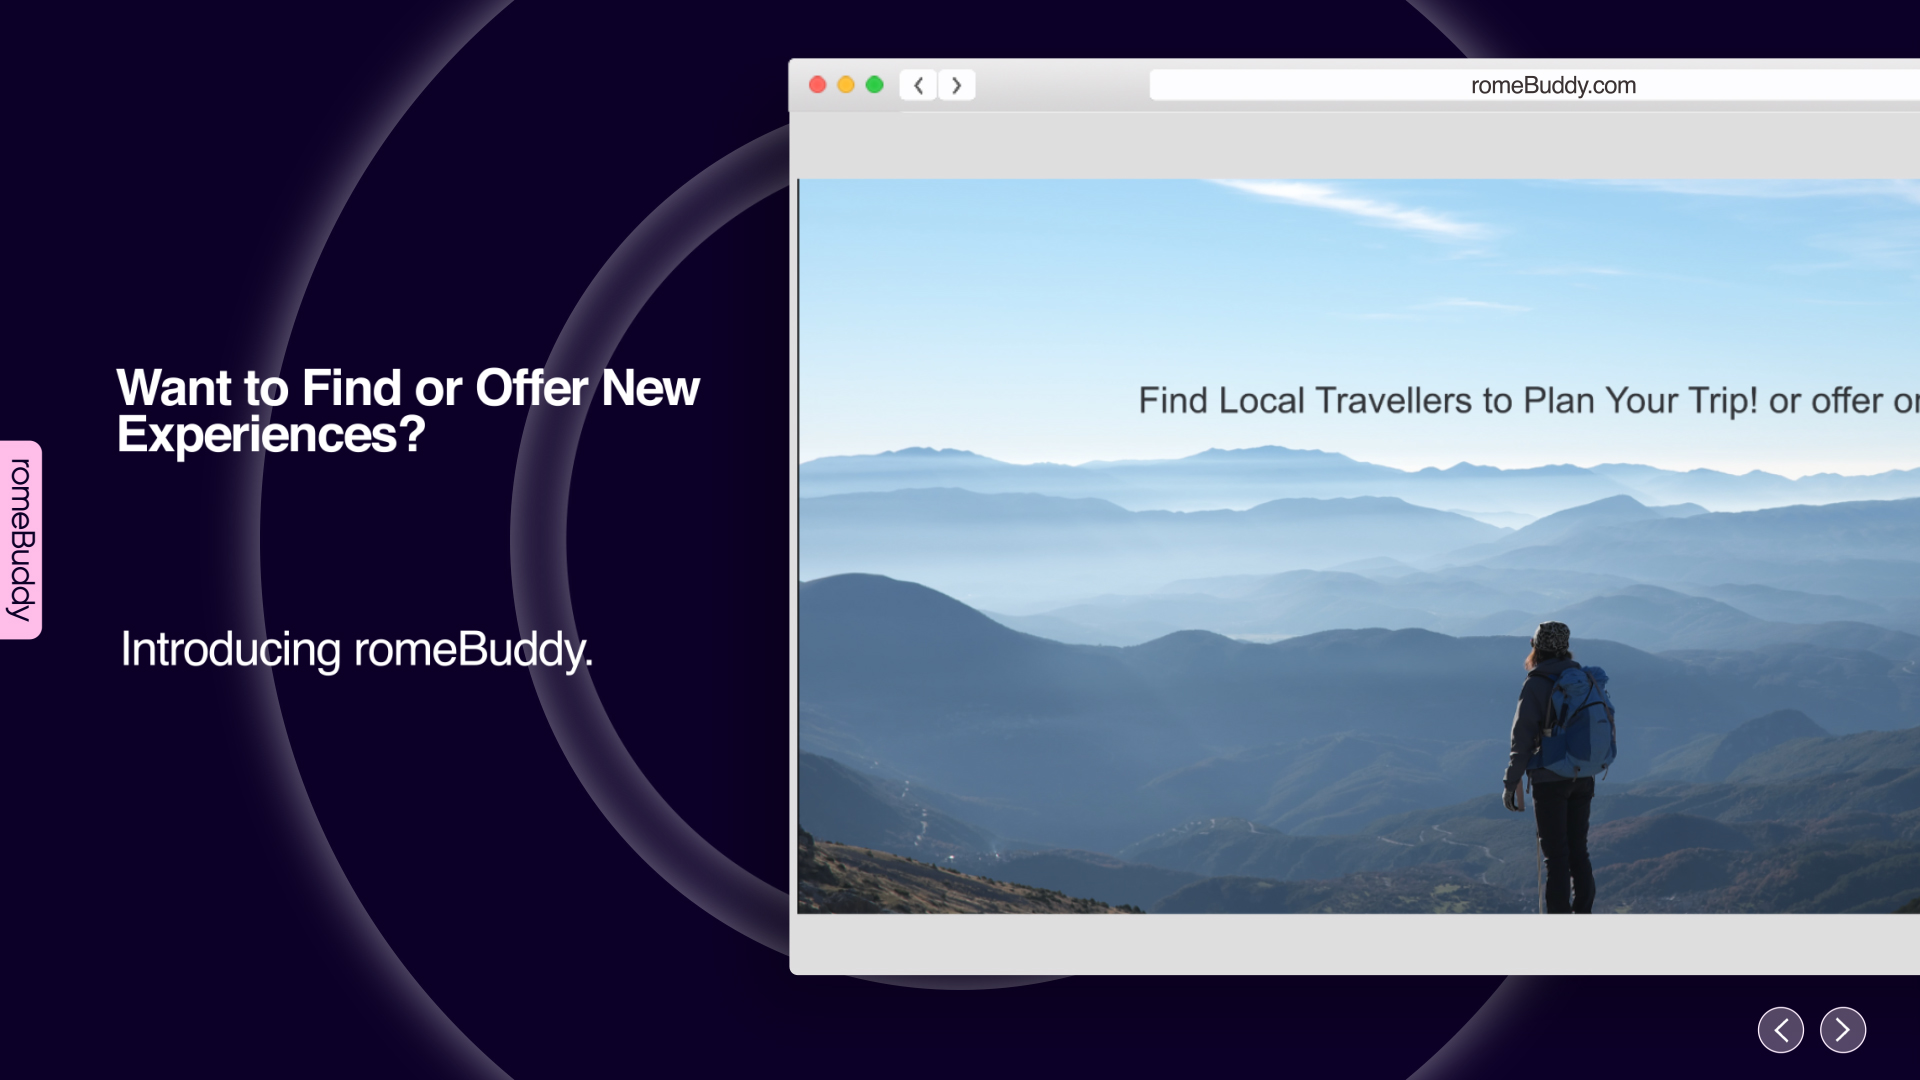 romeBuddy.com
Find Local Travellers to Plan Your Trip! or offer
Want to Find or Offer New
Experiences?
romeBuddy
Introducing romeBuddy.